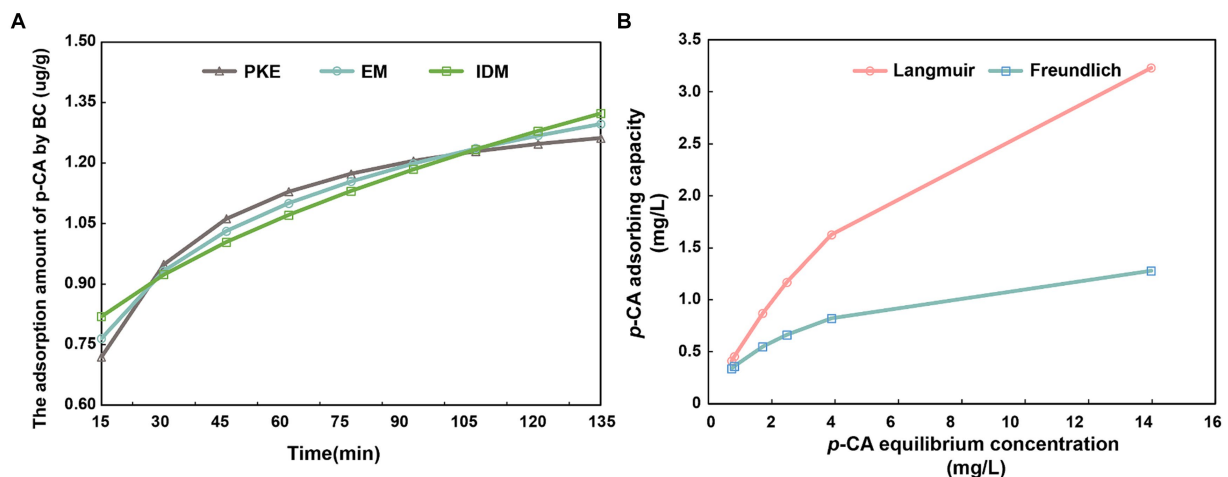 A
The adsorption amount of p-CA by BC (ug/g)
1.50
1.35
1.20
1.05
0.90
0.75
0.60
PKE EM IDM
15 30 45 60 75 90 105 120 135
Time(min)
B
p-CA adsorbing capacity
(mg/L)
3.5
3.0
2.5
2.0
1.5
1.0
0.5
0
Langmuir Freundlich
0 2 4 6 8 10 12 14 16
p-CA equilibrium concentration
(mg/L)